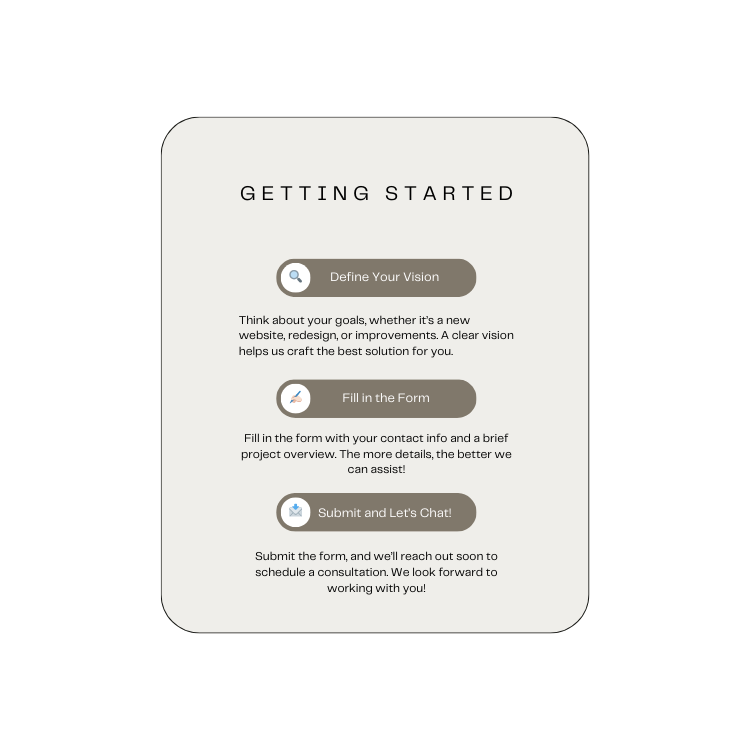 GETTING STARTED
Define Your Vision
Think about your goals, whether it's a new
website, redesign, or improvements. A clear vision
helps us craft the best solution for you.
Fill in the Form
Fill in the form with your contact info and a brief
project overview. The more details, the better we
can assist!
Submit and Let's Chat!
Submit the form, and we'll reach out soon to
schedule a consultation. We look forward to
working with you!